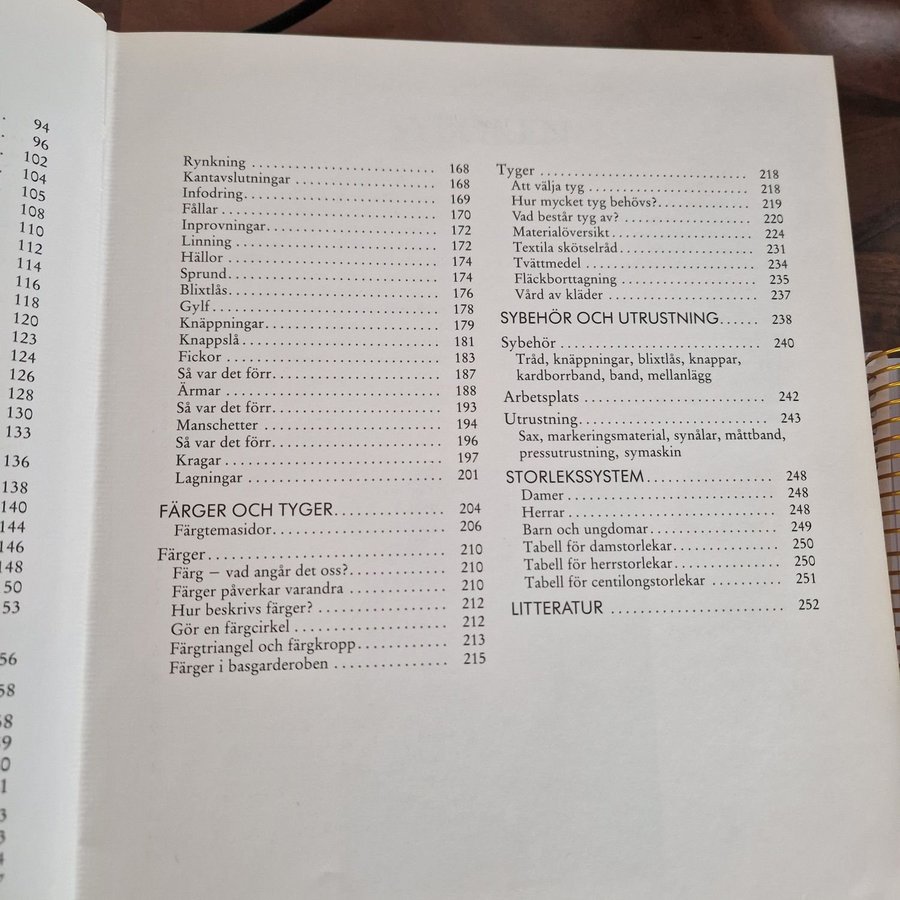 94
96
102
104
105
108
110
112
114
116
118
120
123
124
126
128
130
133
136
138
140
144
146
148
50
53
56
58
58
Rynkning .......... 168
Kantavslutningar .......... 168
Infodring .......... 169
Fållar .......... 170
Inprovningar .......... 172
Linning .......... 172
Hällor .......... 174
Sprund .......... 174
Blixtlås .......... 176
Gylf .......... 178
Knäppningar .......... 179
Knappslå .......... 181
Fickor .......... 183
Så var det förr .......... 187
Ärmar .......... 188
Så var det förr .......... 193
Manschetter .......... 194
Så var det förr .......... 196
Kragar .......... 197
Lagningar .......... 201
FÄRGER OCH TYGER .......... 204
Färgtemasidor .......... 206
Färger .......... 210
Färg – vad angår det oss? .......... 210
Färger påverkar varandra .......... 210
Hur beskrivs färger? .......... 212
Gör en färgcirkel .......... 212
Färgtriangel och färgkropp .......... 213
Färger i basgarderoben .......... 215
Tyger .......... 218
Att välja tyg .......... 218
Hur mycket tyg behövs? .......... 219
Vad består tyg av? .......... 220
Materialöversikt .......... 224
Textila skötselråd .......... 231
Tvättmedel .......... 234
Fläckborttagning .......... 235
Vård av kläder .......... 237
SYBEHÖR OCH UTRUSTNING ...... 238
Sybehör .......... 240
Tråd, knäppningar, blixtlås, knappar,
kardborrband, band, mellanlägg
Arbetsplats .......... 242
Utrustning .......... 243
Sax, markeringsmaterial, synålar, måttband,
pressutrustning, symaskin
STORLEKSSYSTEM .......... 248
Damer .......... 248
Herrar .......... 248
Barn och ungdomar .......... 249
Tabell för damstorlekar .......... 250
Tabell för herrstorlekar .......... 250
Tabell för centilongstorlekar .......... 251
LITTERATUR .......... 252